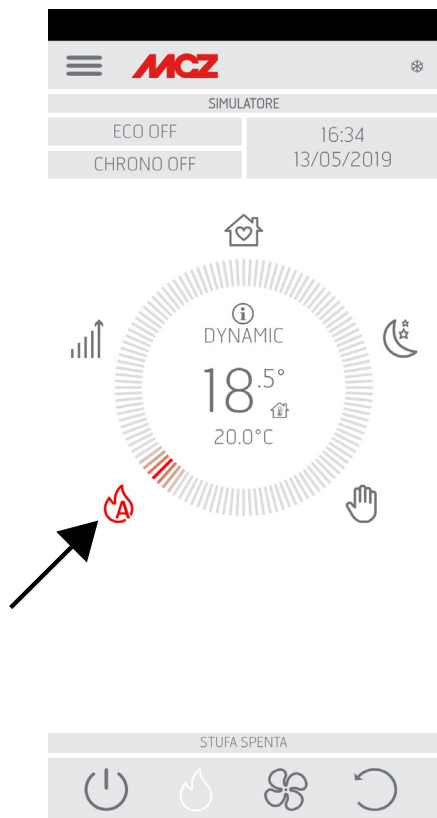 MCZ
SIMULATORE
ECO OFF
16:34
CHRONO OFF
13/05/2019
DYNAMIC
18.5°
20.0°C
A
STUFA SPENTA